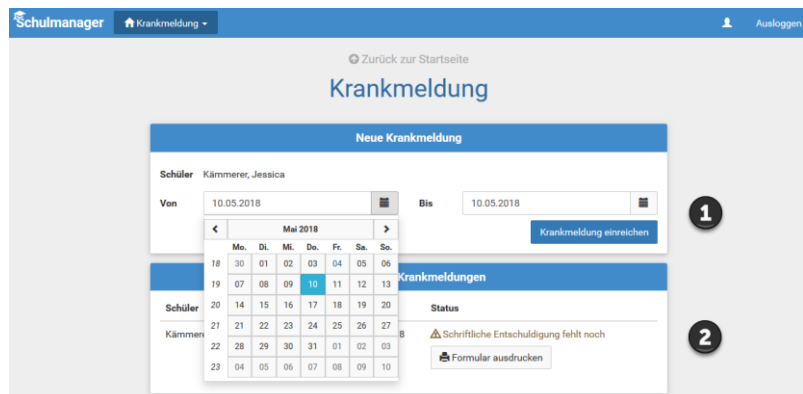 Schulmanager Krankmeldung Ausloggen
Zurück zur Startseite
Krankmeldung
Neue Krankmeldung
Schüler Kämmerer, Jessica
Von 10.05.2018 Bis 10.05.2018
1
Krankmeldung einreichen
Mai 2018
Mo. Di. Mi. Do. Fr. Sa. So.
18 30 01 02 03 04 05 06
19 07 08 09 10 11 12 13
20 14 15 16 17 18 19 20
21 21 22 23 24 25 26 27
22 28 29 30 31 01 02 03
23 04 05 06 07 08 09 10
Krankmeldungen
Schüler Status
Kämmere 8 Schriftliche Entschuldigung fehlt noch
2
Formular ausdrucken